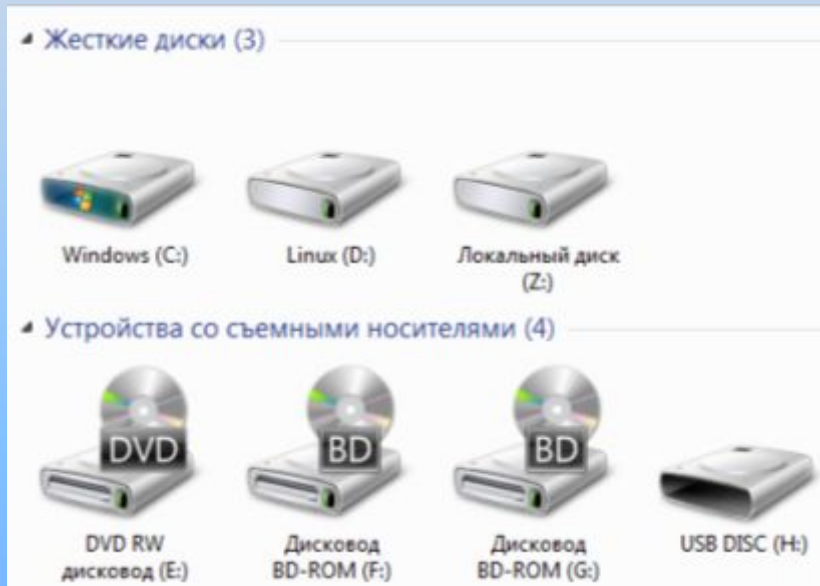 Жесткие диски (3)
Windows (C:)
Linux (D:)
Локальный диск
(Z:)
Устройства со съемными носителями (4)
DVD
BD
BD
DVD RW
дисковод (E:)
Дисковод
BD-ROM (F:)
Дисковод
BD-ROM (G:)
USB DISC (H:)